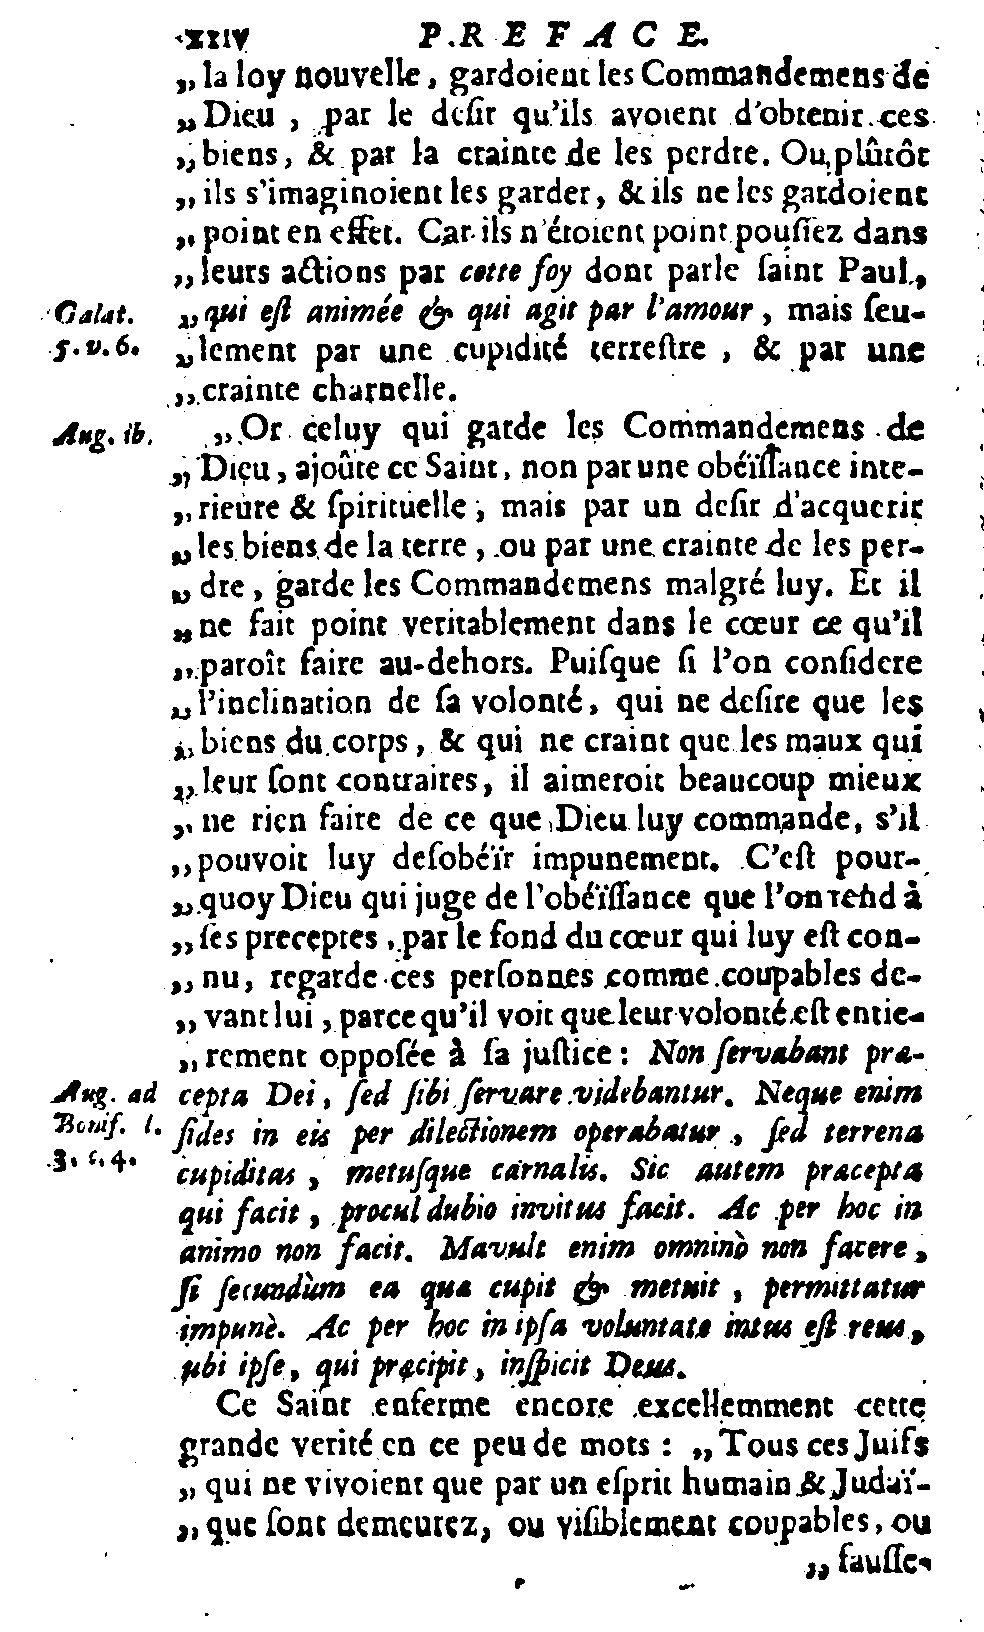 xxiv P.REFACE.
„ la loy nouvelle, gardoient les Commandemens de
„ Dieu, par le desir qu'ils avoient d'obtenir ces
„ biens, & par la crainte de les perdre. Ou plûtôt
„ ils s'imaginoient les garder, & ils ne les gardoient
„ point en effet. Car ils n'étoient point pousſiez dans
„ leurs actions par cette foy dont parle ſaint Paul,
Galat. „ qui eſt animée & qui agit par l'amour, mais ſeu-
5. v. 6. „ lement par une cupidité terreſtre, & par une
„ crainte charnelle.
Aug. ib. „ Or celuy qui garde les Commandemens de
„ Dieu, ajoûte ce Saint, non par une obéïſſance inte-
„ rieure & ſpirituelle; mais par un deſir d'acquerir
„ les biens de la terre, ou par une crainte de les per-
„ dre, garde les Commandemens malgré luy. Et il
„ ne fait point veritablement dans le cœur ce qu'il
„ paroît faire au-dehors. Puiſque ſi l'on conſidere
„ l'inclination de ſa volonté, qui ne deſire que les
„ biens du corps, & qui ne craint que les maux qui
„ leur ſont contraires, il aimeroit beaucoup mieux
„ ne rien faire de ce que Dieu luy commande, s'il
„ pouvoit luy deſobéïr impunement. C'eſt pour-
„ quoy Dieu qui juge de l'obéïſſance que l'on rend à
„ ſes preceptes, par le fond du cœur qui luy eſt con-
„ nu, regarde ces perſonnes comme coupables de-
„ vant lui, parce qu'il voit que leur volonté eſt entie-
„ rement oppoſée à ſa juſtice: Non ſervabant præ-
Aug. ad cepta Dei, ſed ſibi ſervare videbantur. Neque enim
Bonif. l. fides in eis per dilectionem operabatur, ſed terrena
3. c. 4. cupiditas, metuſque carnalis. Sic autem præcepta
qui facit, procul dubio invitus facit. Ac per hoc in
animo non facit. Mavult enim omninò non facere,
ſi ſecundùm ea quæ cupit & metuit, permittatur
impunè. Ac per hoc in ipſa voluntate intus eſt reus,
ubi ipſe, qui præcipit, inſpicit Deus.
Ce Saint enferme encore excellemment cette
grande verité en ce peu de mots: „ Tous ces Juifs
„ qui ne vivoient que par un eſprit humain & Judaï-
„ que ſont demeurez, ou viſiblement coupables, ou
„ fauſſe-